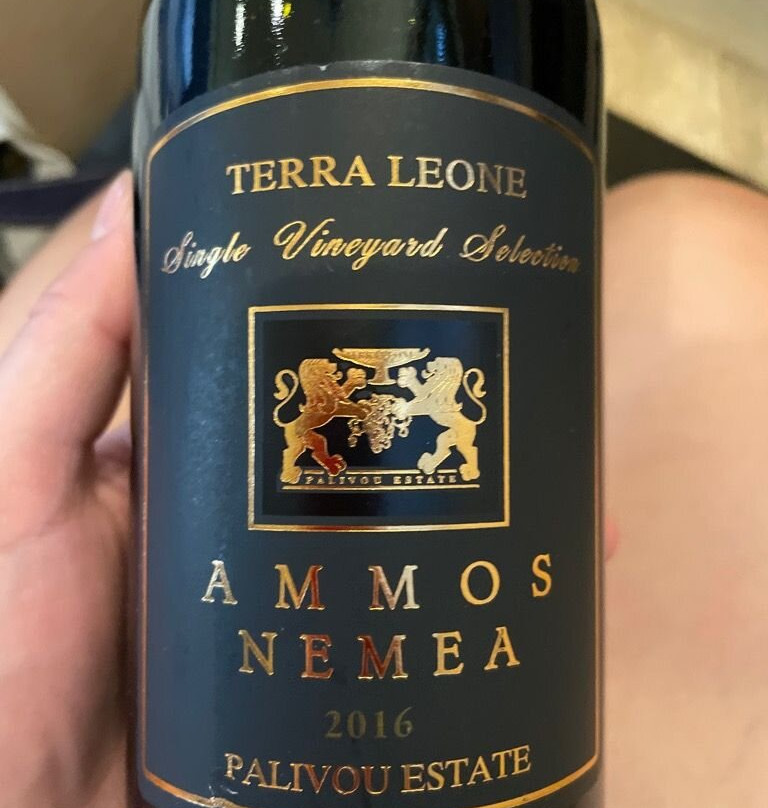 TERRA LEONE
Single Vineyard Selection
PALIVOU ESTATE
AMMOS
NEMEA
2016
PALIVOU ESTATE